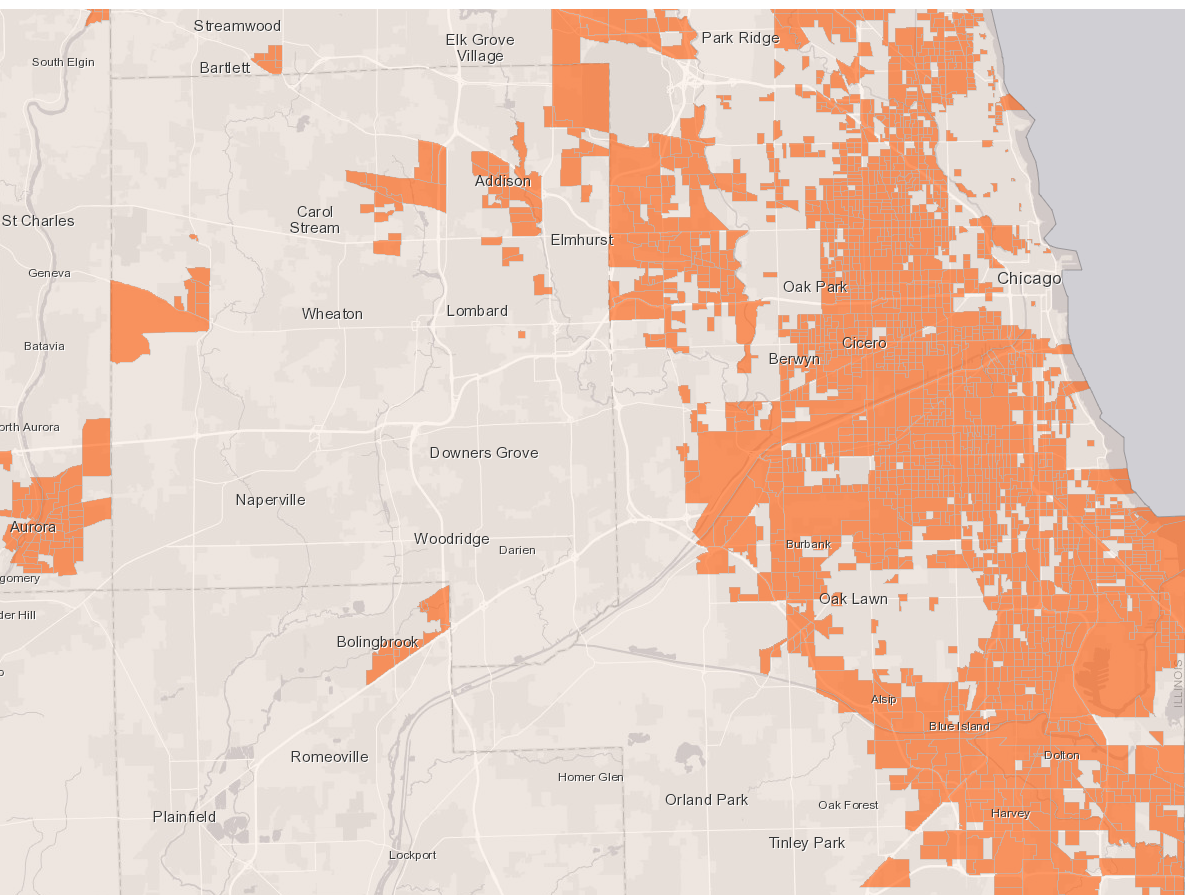 Streamwood
Elk Grove
Village
Park Ridge
South Elgin
Bartlett
Addison
St Charles
Carol
Stream
Elmhurst
Geneva
Chicago
Oak Park
Wheaton
Lombard
Batavia
Cicero
Berwyn
orth Aurora
Downers Grove
Naperville
Aurora
Woodridge
Darien
Burbank
gomery
Oak Lawn
der Hill
Bolingbrook
ILLINOIS
o
Alsip
Blue Island
Romeoville
Dolton
Homer Glen
Orland Park
Oak Forest
Plainfield
Harvey
Tinley Park
Lockport